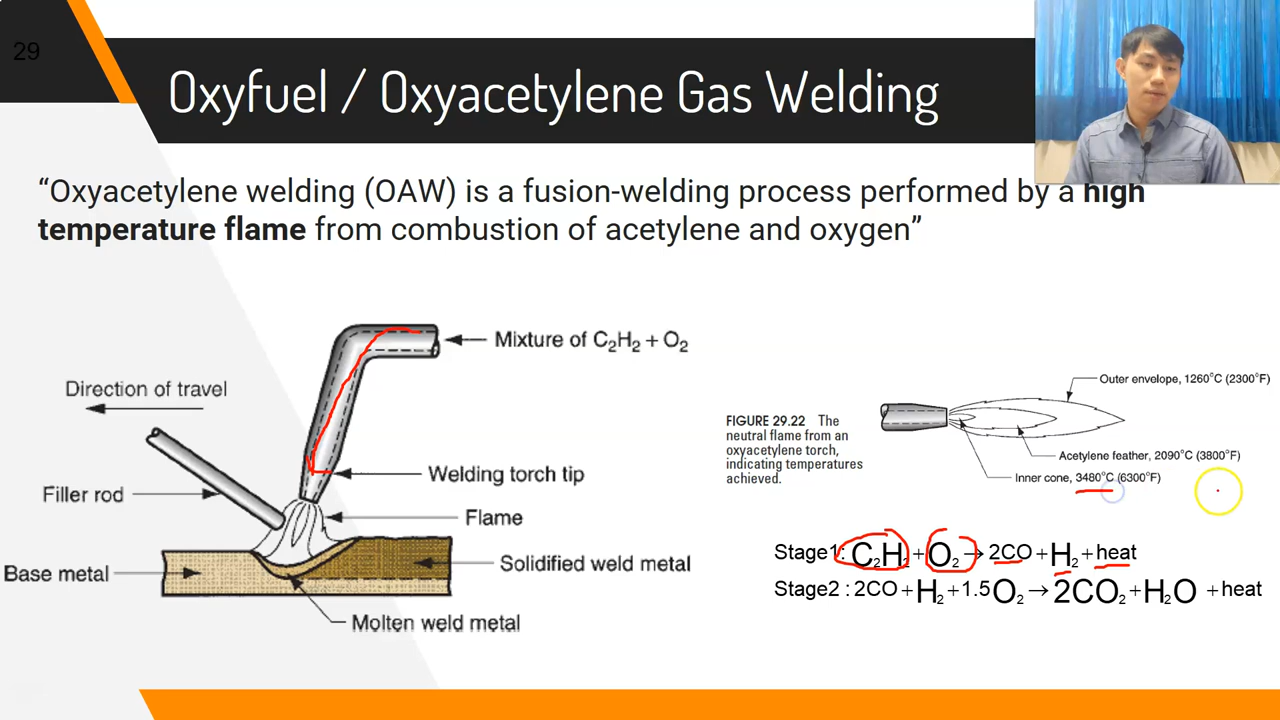 29
Oxyfuel / Oxyacetylene Gas Welding
“Oxyacetylene welding (OAW) is a fusion-welding process performed by a high
temperature flame from combustion of acetylene and oxygen”
Mixture of C₂H₂ + O₂
Direction of travel
Filler rod
Welding torch tip
Flame
Base metal
Solidified weld metal
Molten weld metal
FIGURE 29.22 The
neutral flame from an
oxyacetylene torch,
indicating temperatures
achieved.
Outer envelope, 1260°C (2300°F)
Acetylene feather, 2090°C (3800°F)
Inner cone, 3480°C (6300°F)
Stage1: C₂H₂+O₂→2CO+H₂+heat
Stage2 : 2CO+H₂+1.5O₂→2CO₂+H₂O +heat